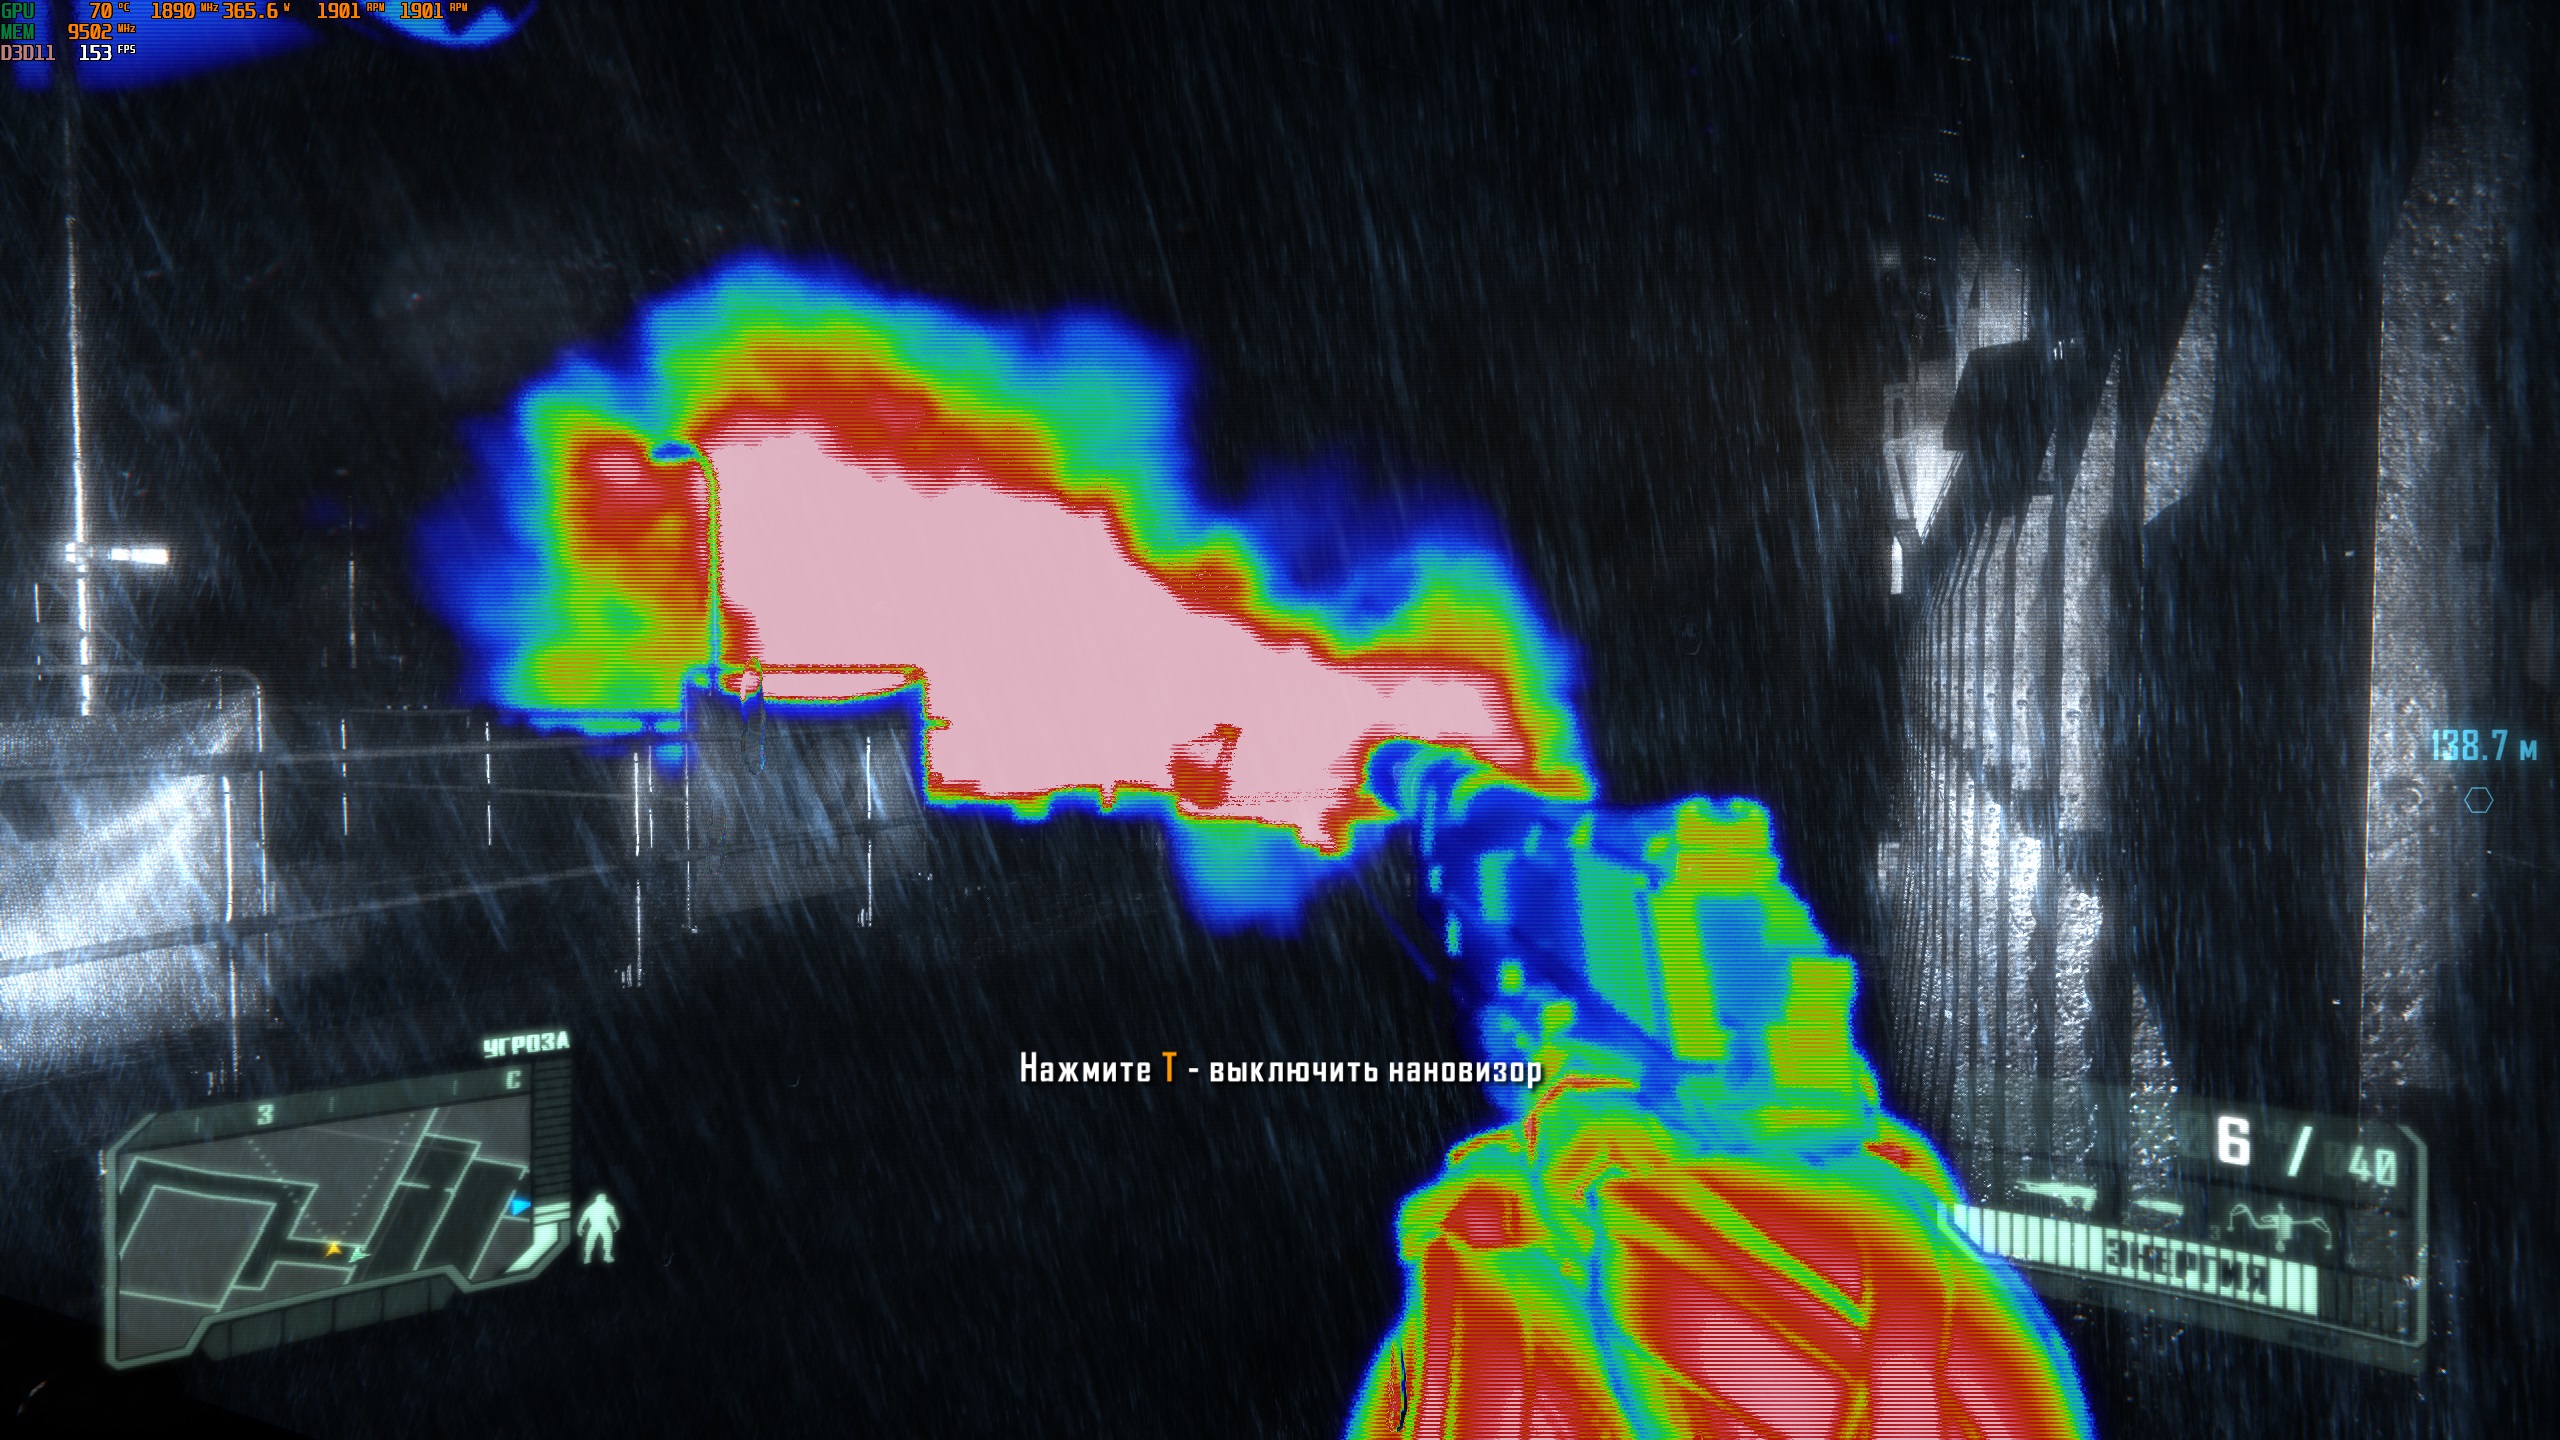 GPU 70 °C 1890 MHz 365.6 W 1901 RPM 1901 RPM
MEM 9502 MHz
D3D11 153 FPS
138.7 м
Нажмите T - выключить нановизор
УГРОЗА
З С
6 / 40
3
ЭНЕРГИЯ